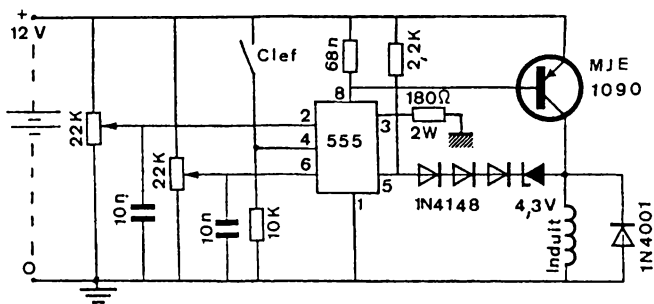 +
12 V
Clef
68n
2,2K
MJE
1090
8
180Ω
2W
22K
2
3
4
555
22K
6
5
1N4148
4,3V
10n
10n
10K
1
Induit
1N4001
O